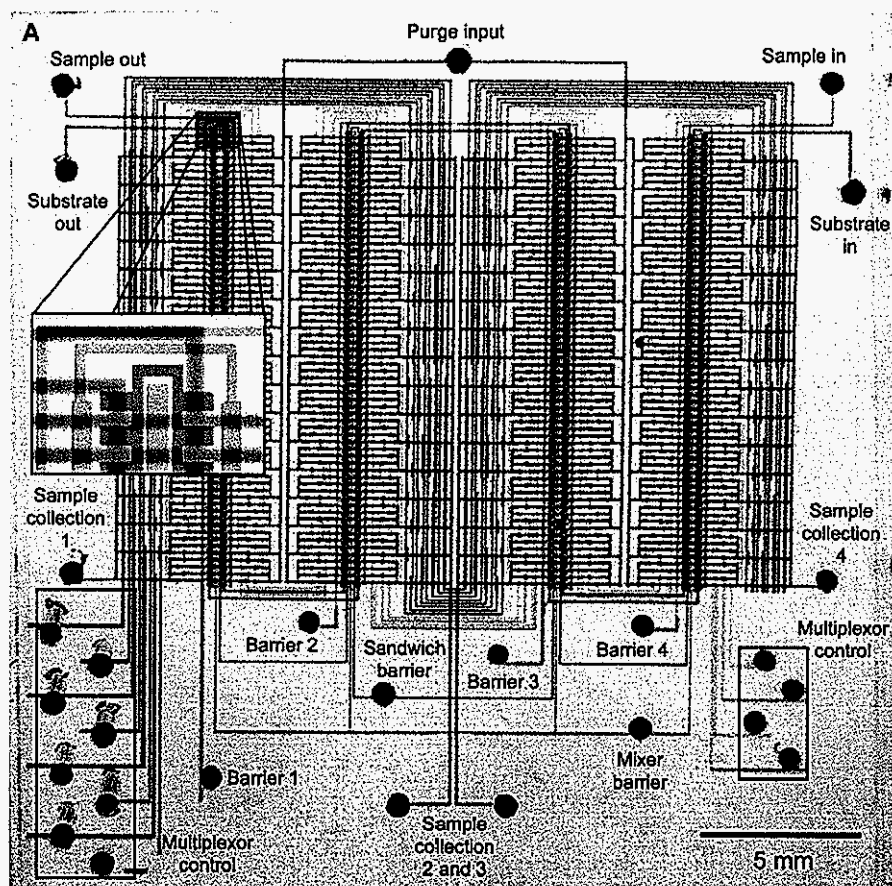 A
Purge input
Sample out
Sample in
Substrate
out
Substrate
in
Sample
collection
1
Sample
collection
4
Barrier 2
Sandwich
barrier
Barrier 3
Barrier 4
Multiplexor
control
Barrier 1
Mixer
barrier
Multiplexor
control
Sample
collection
2 and 3
5 mm